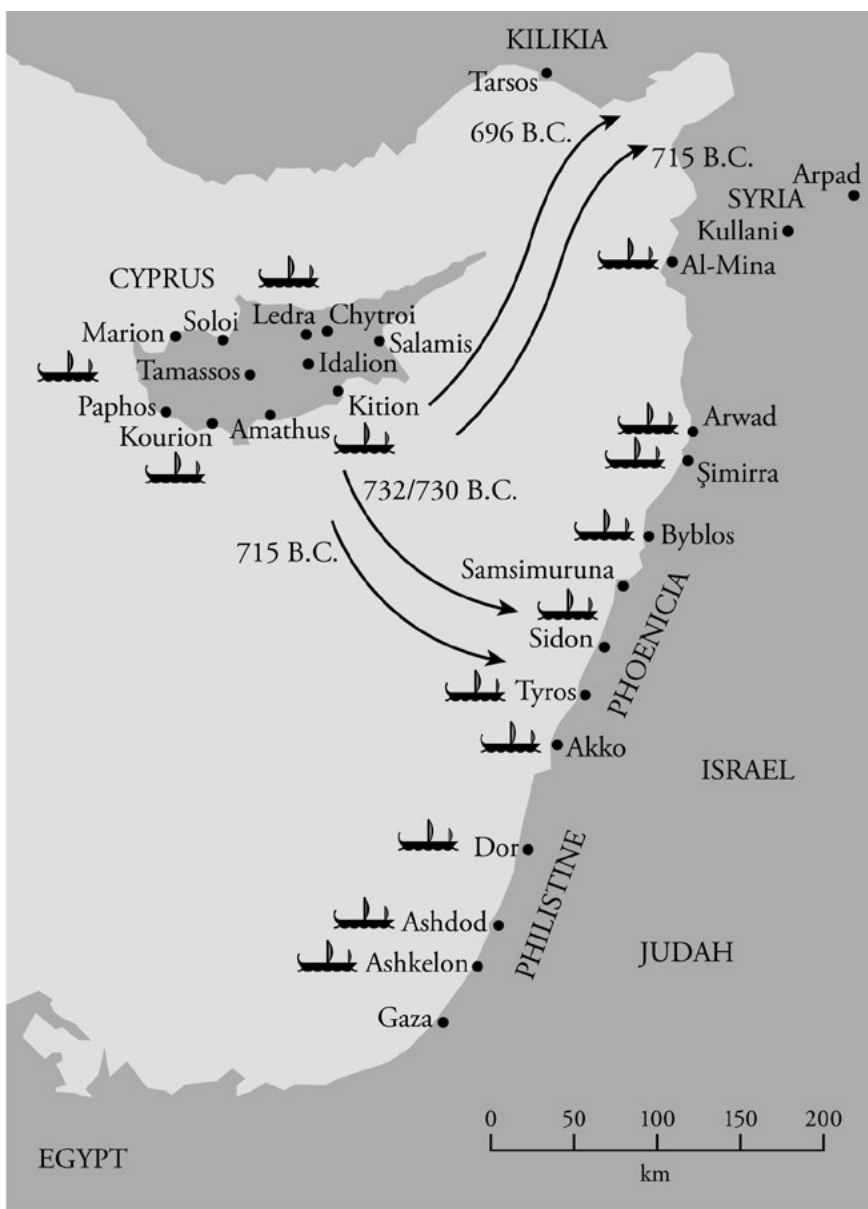 KILIKIA
Tarsos
696 B.C.
715 B.C.
Arpad
SYRIA
Kullani
Al-Mina
CYPRUS
Ledra
Chytroi
Soloi
Marion
Salamis
Idalion
Tamassos
Kition
Paphos
Amathus
Kourion
Arwad
Şimirra
732/730 B.C.
Byblos
715 B.C.
Samsimuruna
PHOENICIA
Sidon
Tyros
Akko
ISRAEL
Dor
PHILISTINE
Ashdod
JUDAH
Ashkelon
Gaza
0 50 100 150 200
km
EGYPT